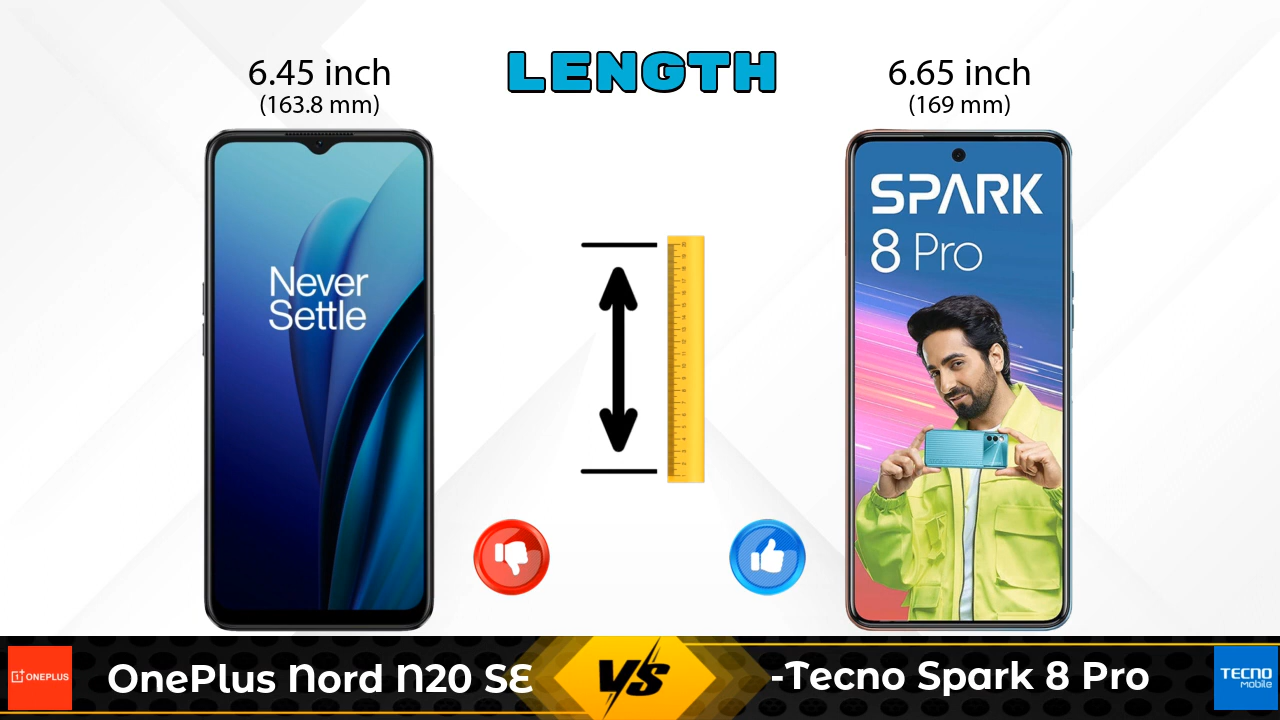 LENGTH
6.45 inch
(163.8 mm)
6.65 inch
(169 mm)
Never
Settle
SPARK
8 Pro
ONEPLUS
OnePlus Nord N20 SE
VS
-Tecno Spark 8 Pro
TECNO
mobile